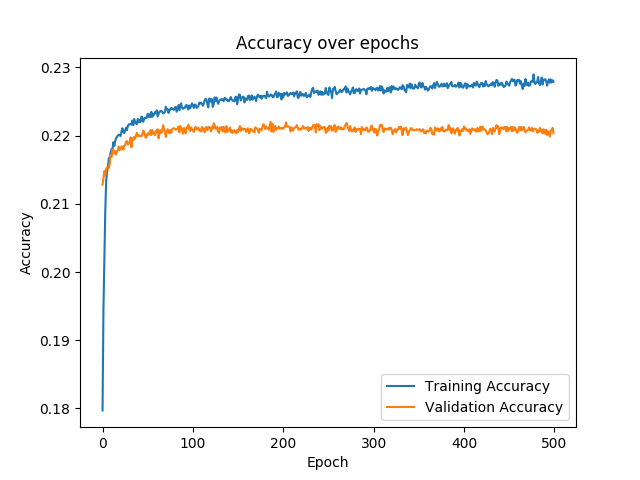 Accuracy over epochs
0.23
0.22
0.21
0.20
0.19
0.18
Accuracy
0
100
200
300
400
500
Epoch
Training Accuracy
Validation Accuracy